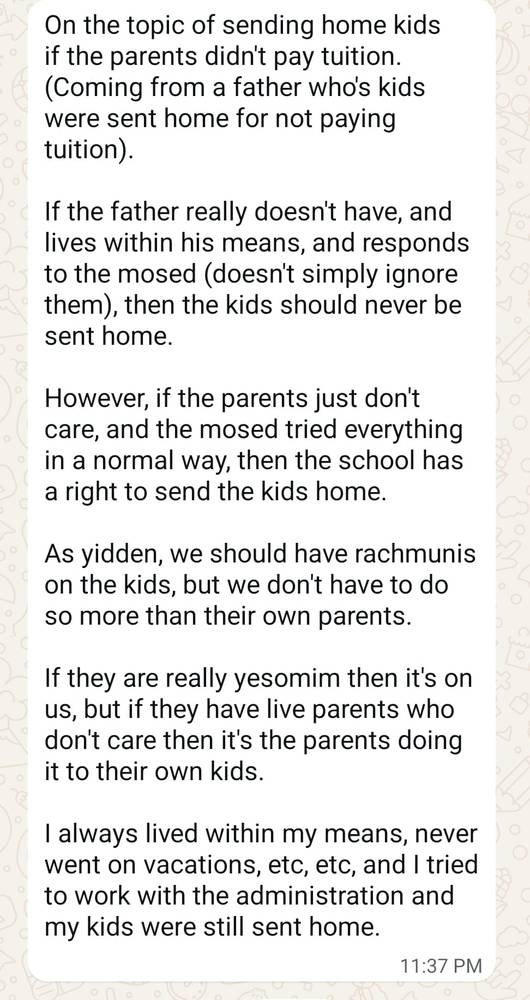 On the topic of sending home kids
if the parents didn't pay tuition.
(Coming from a father who's kids
were sent home for not paying
tuition).
If the father really doesn't have, and
lives within his means, and responds
to the mosed (doesn't simply ignore
them), then the kids should never be
sent home.
However, if the parents just don't
care, and the mosed tried everything
in a normal way, then the school has
a right to send the kids home.
As yidden, we should have rachmunis
on the kids, but we don't have to do
so more than their own parents.
If they are really yesomim then it's on
us, but if they have live parents who
don't care then it's the parents doing
it to their own kids.
I always lived within my means, never
went on vacations, etc, etc, and I tried
to work with the administration and
my kids were still sent home.
11:37 PM